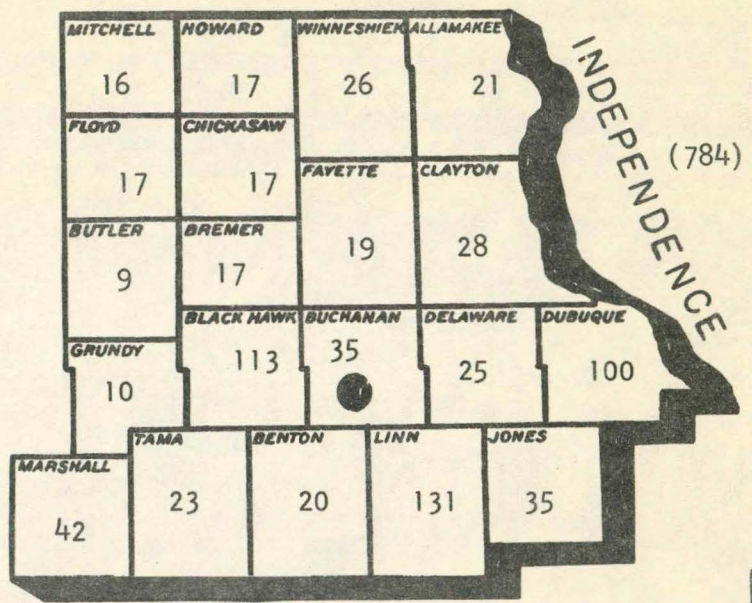 MITCHELL HOWARD WINNESHIEK ALLAMAKEE
16 17 26 21
INDEPENDENCE
(784)
FLOYD CHICKASAW
17 17
FAYETTE CLAYTON
19 28
BUTLER BREMER
9 17
BLACK HAWK BUCHANAN DELAWARE DUBUQUE
113 35 25 100
GRUNDY
10
TAMA BENTON LINN JONES
23 20 131 35
MARSHALL
42